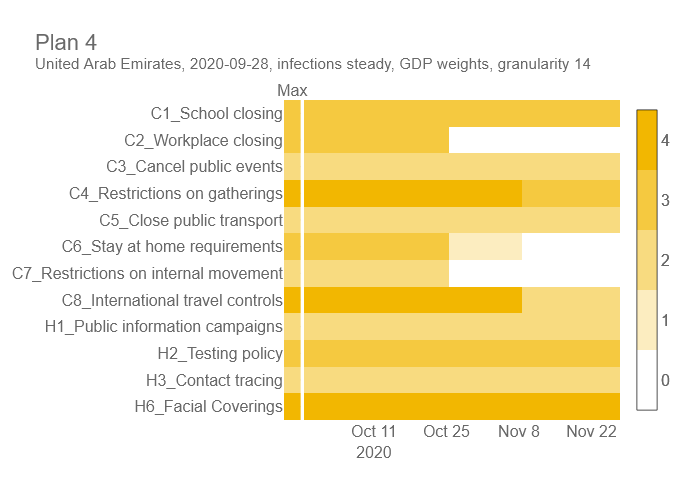 Plan 4
United Arab Emirates, 2020-09-28, infections steady, GDP weights, granularity 14
Max
C1_School closing
C2_Workplace closing
C3_Cancel public events
C4_Restrictions on gatherings
C5_Close public transport
C6_Stay at home requirements
C7_Restrictions on internal movement
C8_International travel controls
H1_Public information campaigns
H2_Testing policy
H3_Contact tracing
H6_Facial Coverings
Oct 11 Oct 25 Nov 8 Nov 22
2020
4
3
2
1
0